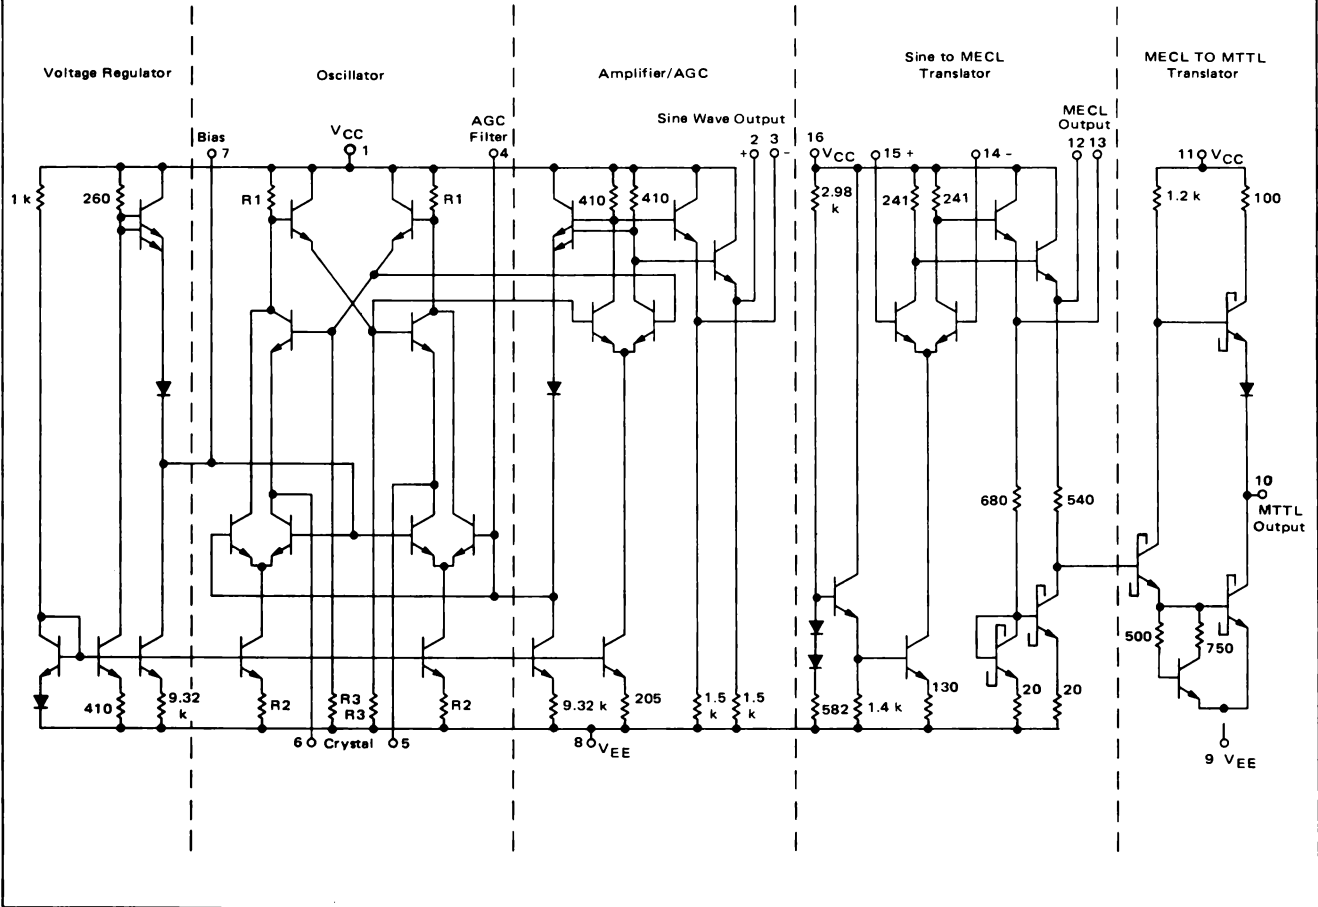 Voltage Regulator
Oscillator
Amplifier/AGC
Sine to MECL
Translator
MECL TO MTTL
Translator
Bias
7
VCC
1
AGC
Filter
4
Sine Wave Output
2 3
+ -
16
VCC
15 +
14 -
MECL
Output
12 13
11 VCC
1 k
260
R1
R1
410
410
2.98
k
241
241
1.2 k
100
680
540
10
MTTL
Output
410
9.32
k
R2
R3
R3
R2
9.32 k
205
1.5
k
1.5
k
582
1.4 k
130
20
20
500
750
6 Crystal 5
8 VEE
9 VEE